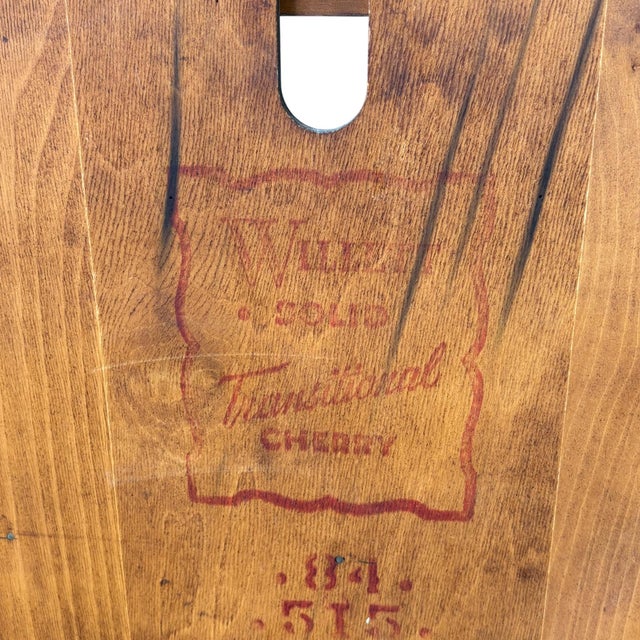 WILLETT
• SOLID •
Transitional
CHERRY
.84.
.515.